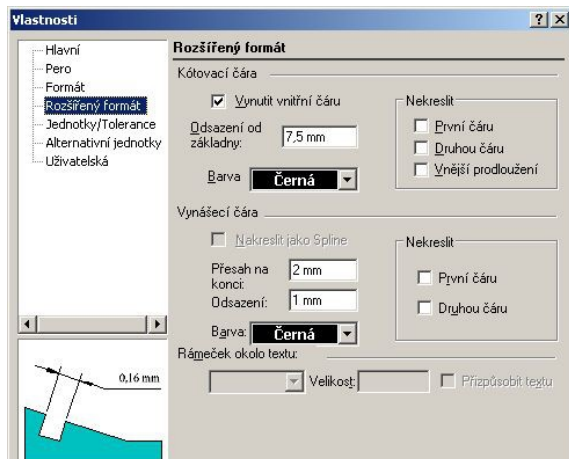 Vlastnosti
Hlavní
Pero
Formát
Rozšířený formát
Jednotky/Tolerance
Alternativní jednotky
Uživatelská
0,16 mm
Rozšířený formát
Kótovací čára
Vynutit vnitřní čáru
Odsazení od
základny:
7,5 mm
Barva
Černá
Nekreslit
První čáru
Druhou čáru
Vnější prodloužení
Vynášecí čára
Nakreslit jako Spline
Přesah na
konci:
2 mm
Odsazení:
1 mm
Barva:
Černá
Nekreslit
První čáru
Druhou čáru
Rámeček okolo textu:
Velikost:
Přizpůsobit textu